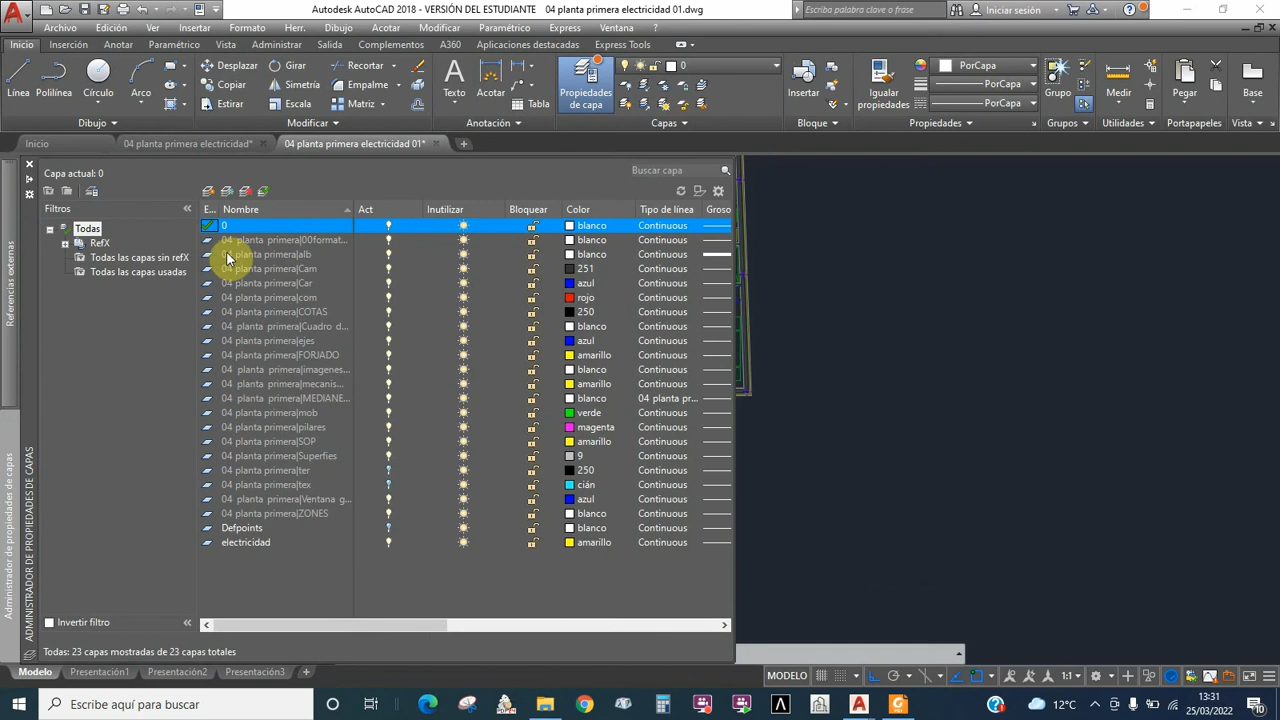 Autodesk AutoCAD 2018 - VERSIÓN DEL ESTUDIANTE 04 planta primera electricidad 01.dwg
Escriba palabra clave o frase
Iniciar sesión
Archivo Edición Ver Insertar Formato Herr. Dibujo Acotar Modificar Paramétrico Express Ventana ?
Inicio Inserción Anotar Paramétrico Vista Administrar Salida Complementos A360 Aplicaciones destacadas Express Tools
Línea Polilínea Círculo Arco
Desplazar Girar Recortar
Copiar Simetría Empalme
Estirar Escala Matriz
Texto Acotar Tabla
Propiedades de capa
0
Insertar
Igualar propiedades
PorCapa
PorCapa
PorCapa
Grupo Medir Pegar Base
Dibujo Modificar Anotación Capas Bloque Propiedades Grupos Utilidades Portapapeles Vista
Inicio 04 planta primera electricidad* 04 planta primera electricidad 01*
Capa actual: 0
Buscar capa
Filtros
Todas
RefX
Todas las capas sin refX
Todas las capas usadas
E... Nombre Act Inutilizar Bloquear Color Tipo de línea Groso
0 blanco Continuous
04 planta primera|00format... blanco Continuous
04 planta primera|alb blanco Continuous
04 planta primera|Cam 251 Continuous
04 planta primera|Car azul Continuous
04 planta primera|com rojo Continuous
04 planta primera|COTAS 250 Continuous
04 planta primera|Cuadro d... blanco Continuous
04 planta primera|ejes azul Continuous
04 planta primera|FORJADO amarillo Continuous
04 planta primera|imagenes... blanco Continuous
04 planta primera|mecanis... amarillo Continuous
04 planta primera|MEDIANE... blanco 04 planta pr...
04 planta primera|mob verde Continuous
04 planta primera|pilares magenta Continuous
04 planta primera|SOP amarillo Continuous
04 planta primera|Superfies 9 Continuous
04 planta primera|ter 250 Continuous
04 planta primera|tex cián Continuous
04 planta primera|Ventana g... azul Continuous
04 planta primera|ZONES blanco Continuous
Defpoints blanco Continuous
electricidad amarillo Continuous
Invertir filtro
Todas: 23 capas mostradas de 23 capas totales
Referencias externas
Administrador de propiedades de capas
ADMINISTRADOR DE PROPIEDADES DE CAPAS
Modelo Presentación1 Presentación2 Presentación3 +
MODELO 1:1
Escribe aquí para buscar
12°C
13:31
25/03/2022